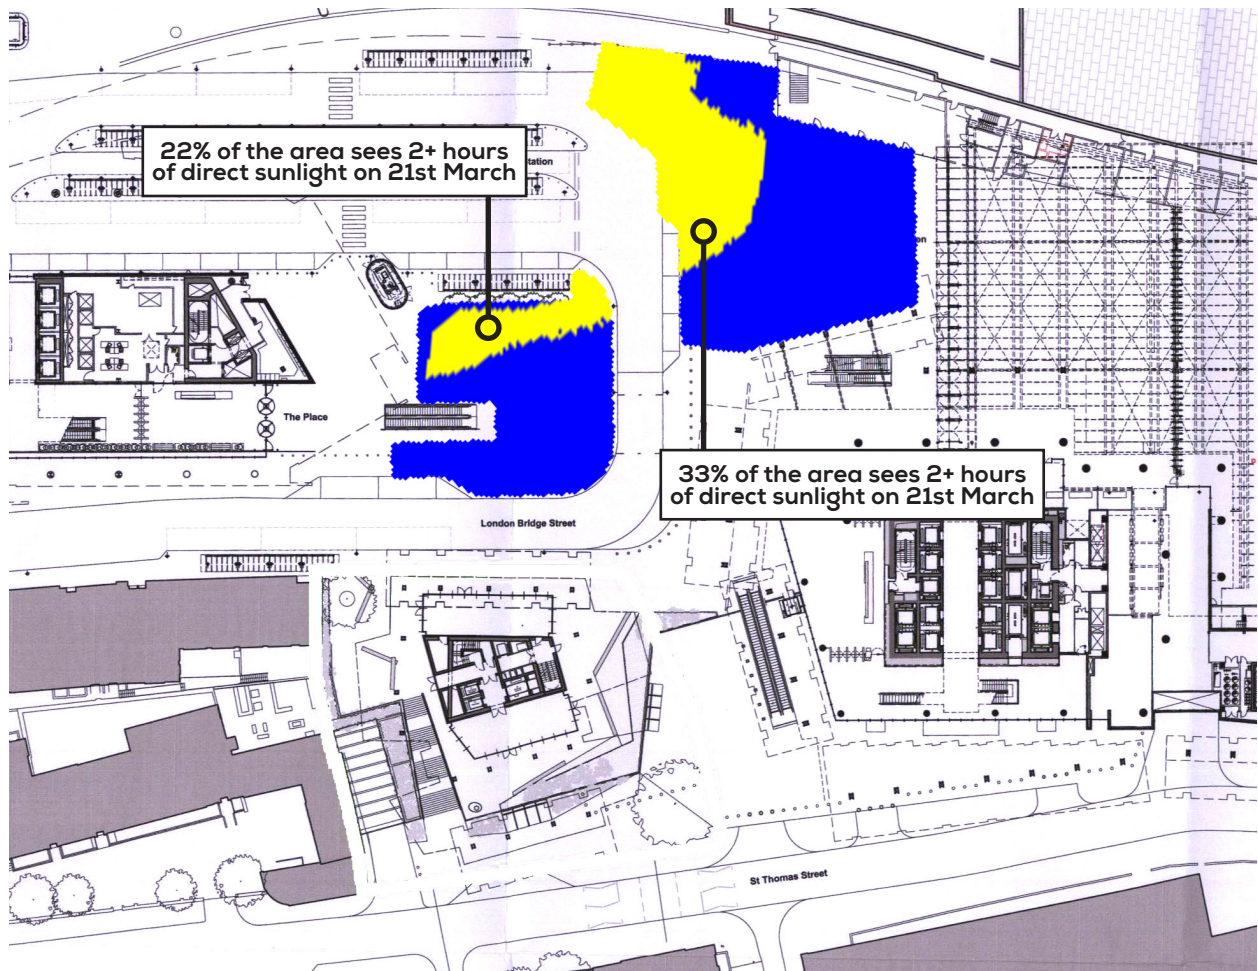 22% of the area sees 2+ hours
of direct sunlight on 21st March
The Place
33% of the area sees 2+ hours
of direct sunlight on 21st March
London Bridge Street
St Thomas Street